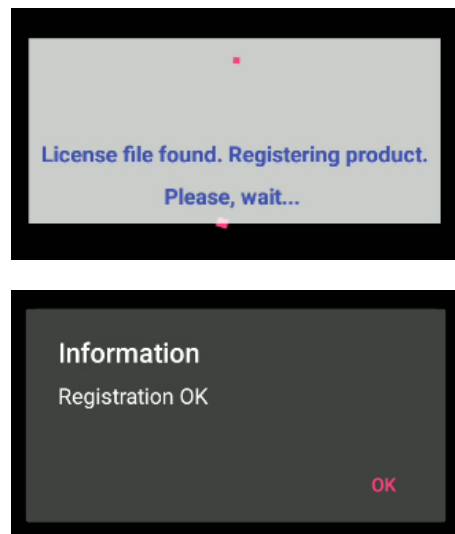 License file found. Registering product.
Please, wait...
Information
Registration OK
OK